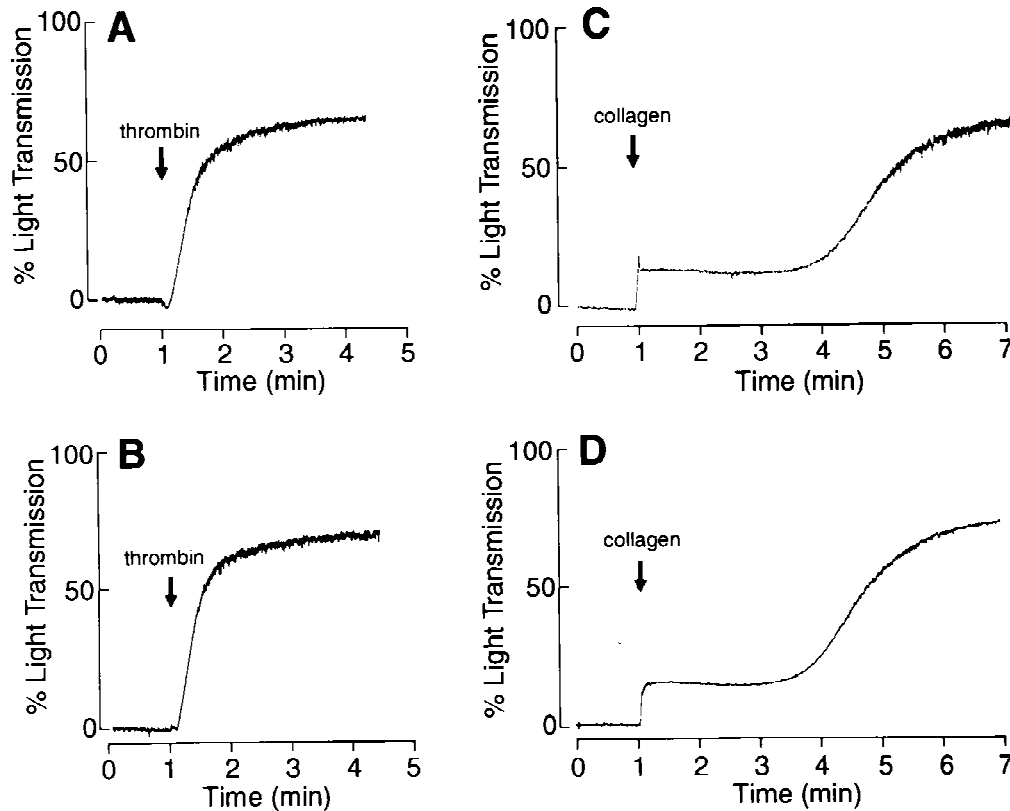 A
100
50
0
% Light Transmission
thrombin
0 1 2 3 4 5
Time (min)
C
100
50
0
% Light Transmission
collagen
0 1 2 3 4 5 6 7
Time (min)
B
100
50
0
% Light Transmission
thrombin
0 1 2 3 4 5
Time (min)
D
100
50
0
% Light Transmission
collagen
0 1 2 3 4 5 6 7
Time (min)